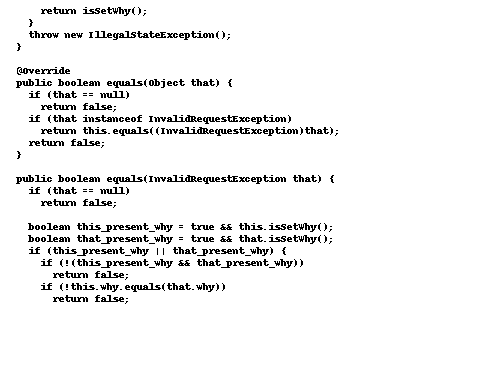 return isSetWhy();
}
throw new IllegalStateException();
}
@Override
public boolean equals(Object that) {
if (that == null)
return false;
if (that instanceof InvalidRequestException)
return this.equals((InvalidRequestException)that);
return false;
}
public boolean equals(InvalidRequestException that) {
if (that == null)
return false;
boolean this_present_why = true && this.isSetWhy();
boolean that_present_why = true && that.isSetWhy();
if (this_present_why || that_present_why) {
if (!(this_present_why && that_present_why))
return false;
if (!this.why.equals(that.why))
return false;